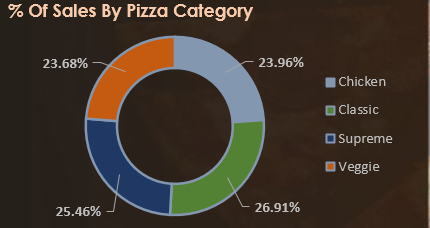 % Of Sales By Pizza Category
23.68%
23.96%
Chicken
Classic
Supreme
Veggie
25.46%
26.91%